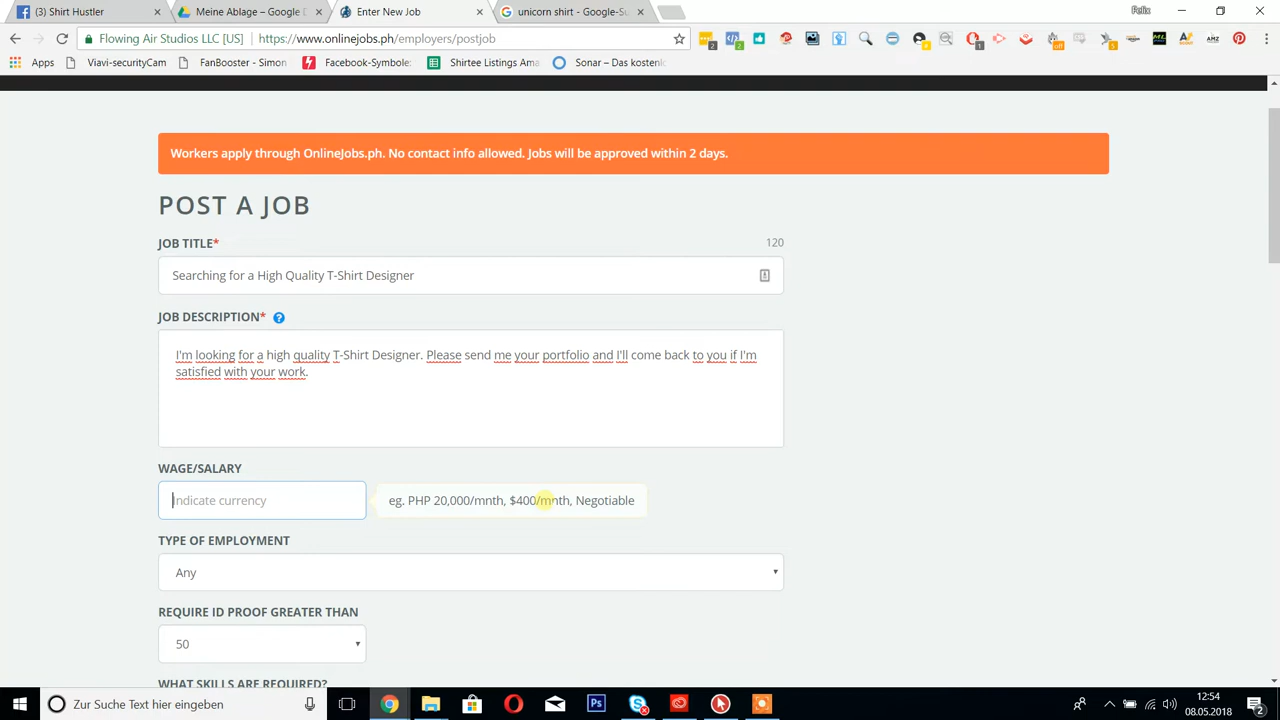 (3) Shirt Hustler
Meine Ablage – Google D
Enter New Job
unicorn shirt - Google-Su
Felix
Flowing Air Studios LLC [US]
https://www.onlinejobs.ph/employers/postjob
Apps
Viavi-securityCam
FanBooster - Simon
Facebook-Symbole:
Shirtee Listings Ama
Sonar – Das kostenlo
Workers apply through OnlineJobs.ph. No contact info allowed. Jobs will be approved within 2 days.
POST A JOB
JOB TITLE*
120
Searching for a High Quality T-Shirt Designer
JOB DESCRIPTION*
I'm looking for a high quality T-Shirt Designer. Please send me your portfolio and I'll come back to you if I'm
satisfied with your work.
WAGE/SALARY
Indicate currency
eg. PHP 20,000/mnth, $400/mnth, Negotiable
TYPE OF EMPLOYMENT
Any
REQUIRE ID PROOF GREATER THAN
50
WHAT SKILLS ARE REQUIRED?
Zur Suche Text hier eingeben
12:54
08.05.2018